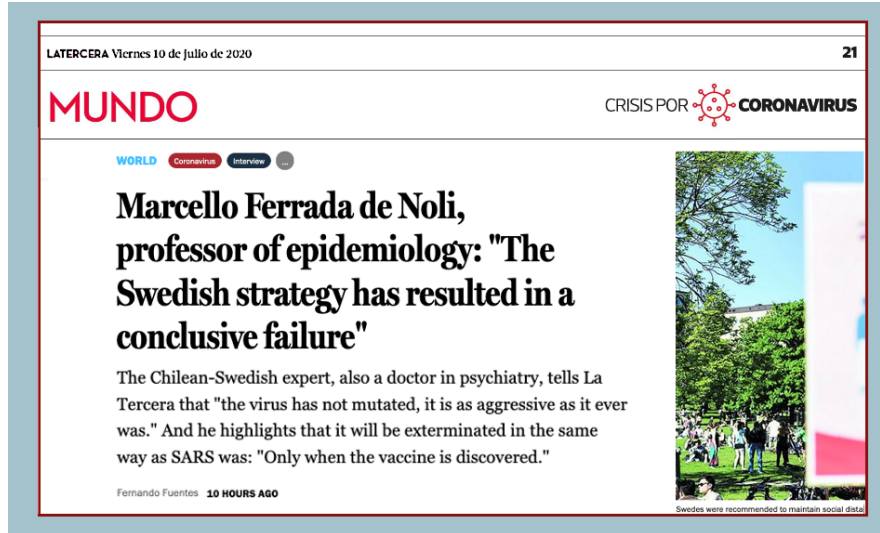 LATERCERA Viernes 10 de julio de 2020
21
MUNDO
CRISIS POR CORONAVIRUS
WORLD Coronavirus Interview ...
Marcello Ferrada de Noli,
professor of epidemiology: "The
Swedish strategy has resulted in a
conclusive failure"
The Chilean-Swedish expert, also a doctor in psychiatry, tells La
Tercera that "the virus has not mutated, it is as aggressive as it ever
was." And he highlights that it will be exterminated in the same
way as SARS was: "Only when the vaccine is discovered."
Fernando Fuentes 10 HOURS AGO
Swedes were recommended to maintain social dista